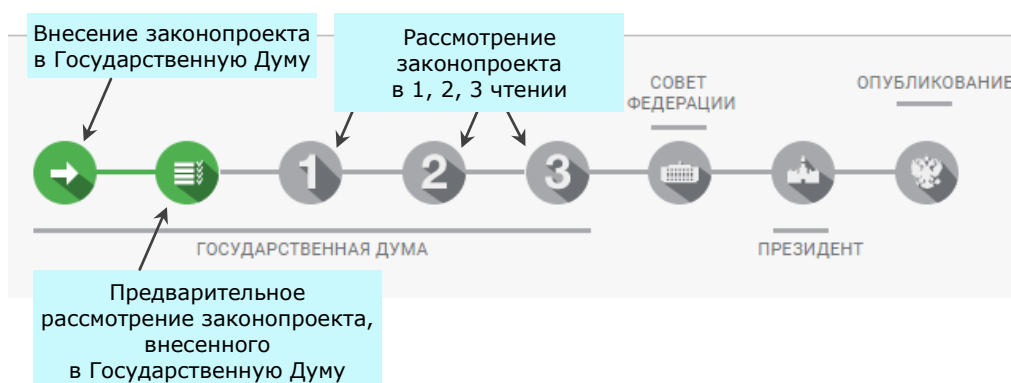 Внесение законопроекта
в Государственную Думу
Рассмотрение
законопроекта
в 1, 2, 3 чтении
СОВЕТ
ФЕДЕРАЦИИ
ОПУБЛИКОВАНИЕ
1
2
3
ГОСУДАРСТВЕННАЯ ДУМА
ПРЕЗИДЕНТ
Предварительное
рассмотрение законопроекта,
внесенного
в Государственную Думу